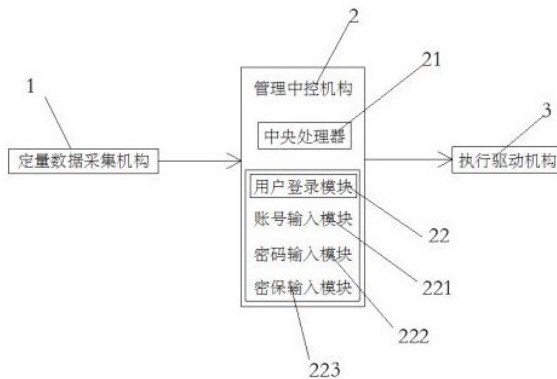 2
21
1
3
管理中控机构
中央处理器
定量数据采集机构
执行驱动机构
用户登录模块
账号输入模块
密码输入模块
密保输入模块
22
221
222
223